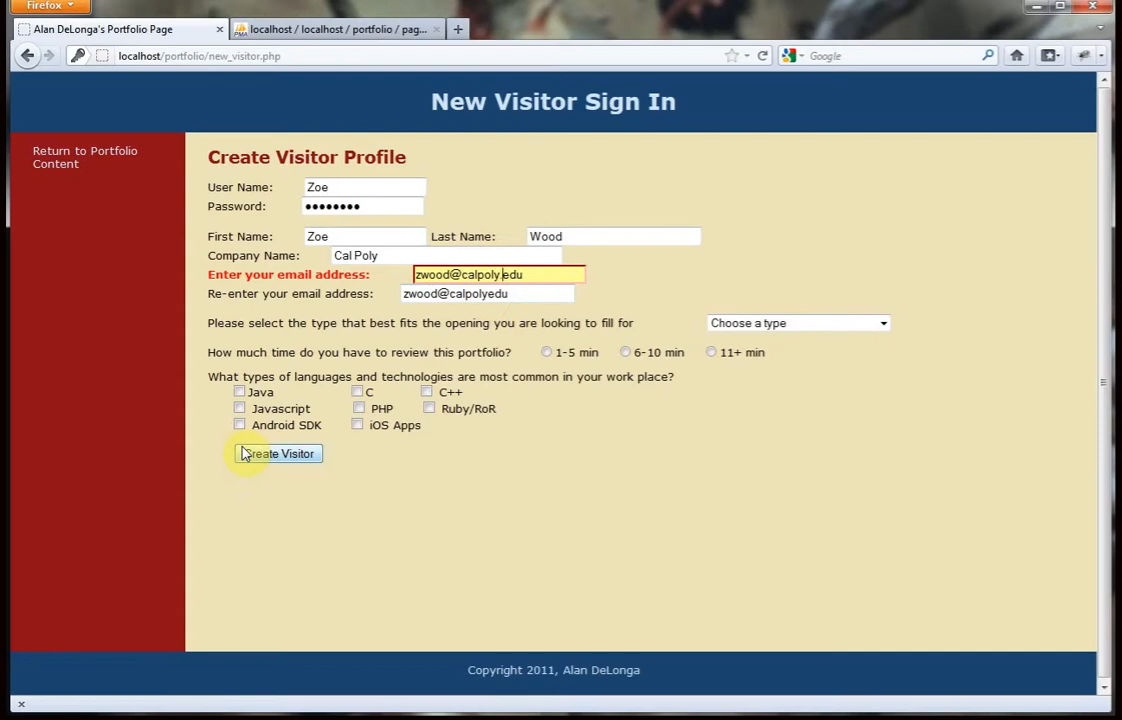 Firefox
Alan DeLonga's Portfolio Page
localhost / localhost / portfolio / pag...
localhost/portfolio/new_visitor.php
Google
New Visitor Sign In
Return to Portfolio
Content
Create Visitor Profile
User Name: Zoe
Password: ••••••••
First Name: Zoe Last Name: Wood
Company Name: Cal Poly
Enter your email address: zwood@calpoly.edu
Re-enter your email address: zwood@calpolyedu
Please select the type that best fits the opening you are looking to fill for Choose a type
How much time do you have to review this portfolio? 1-5 min 6-10 min 11+ min
What types of languages and technologies are most common in your work place?
Java C C++
Javascript PHP Ruby/RoR
Android SDK iOS Apps
Create Visitor
Copyright 2011, Alan DeLonga